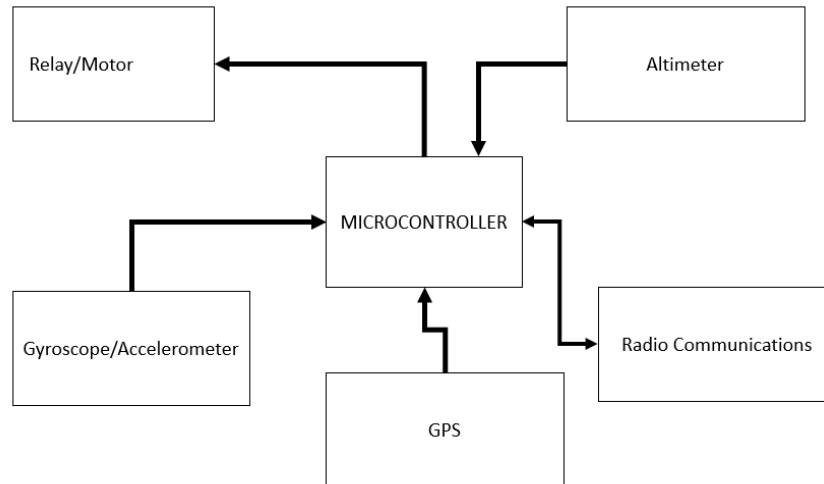 Relay/Motor
Altimeter
MICROCONTROLLER
Gyroscope/Accelerometer
Radio Communications
GPS